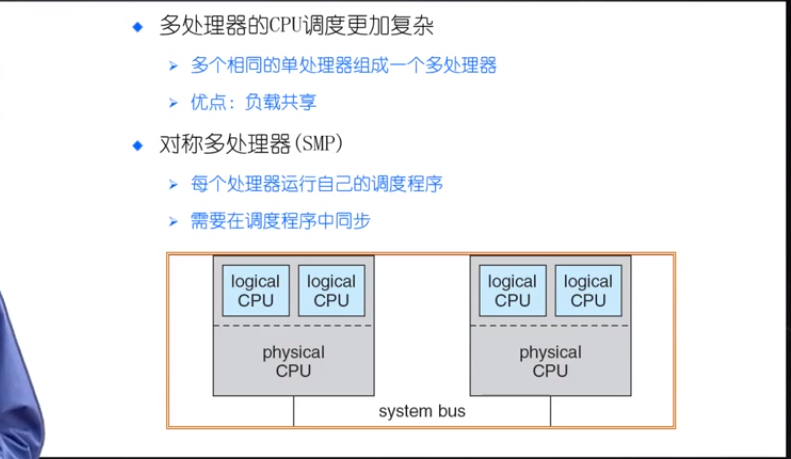 多处理器的CPU调度更加复杂
多个相同的单处理器组成一个多处理器
优点：负载共享
对称多处理器(SMP)
每个处理器运行自己的调度程序
需要在调度程序中同步
logical CPU
logical CPU
logical CPU
logical CPU
physical CPU
physical CPU
system bus